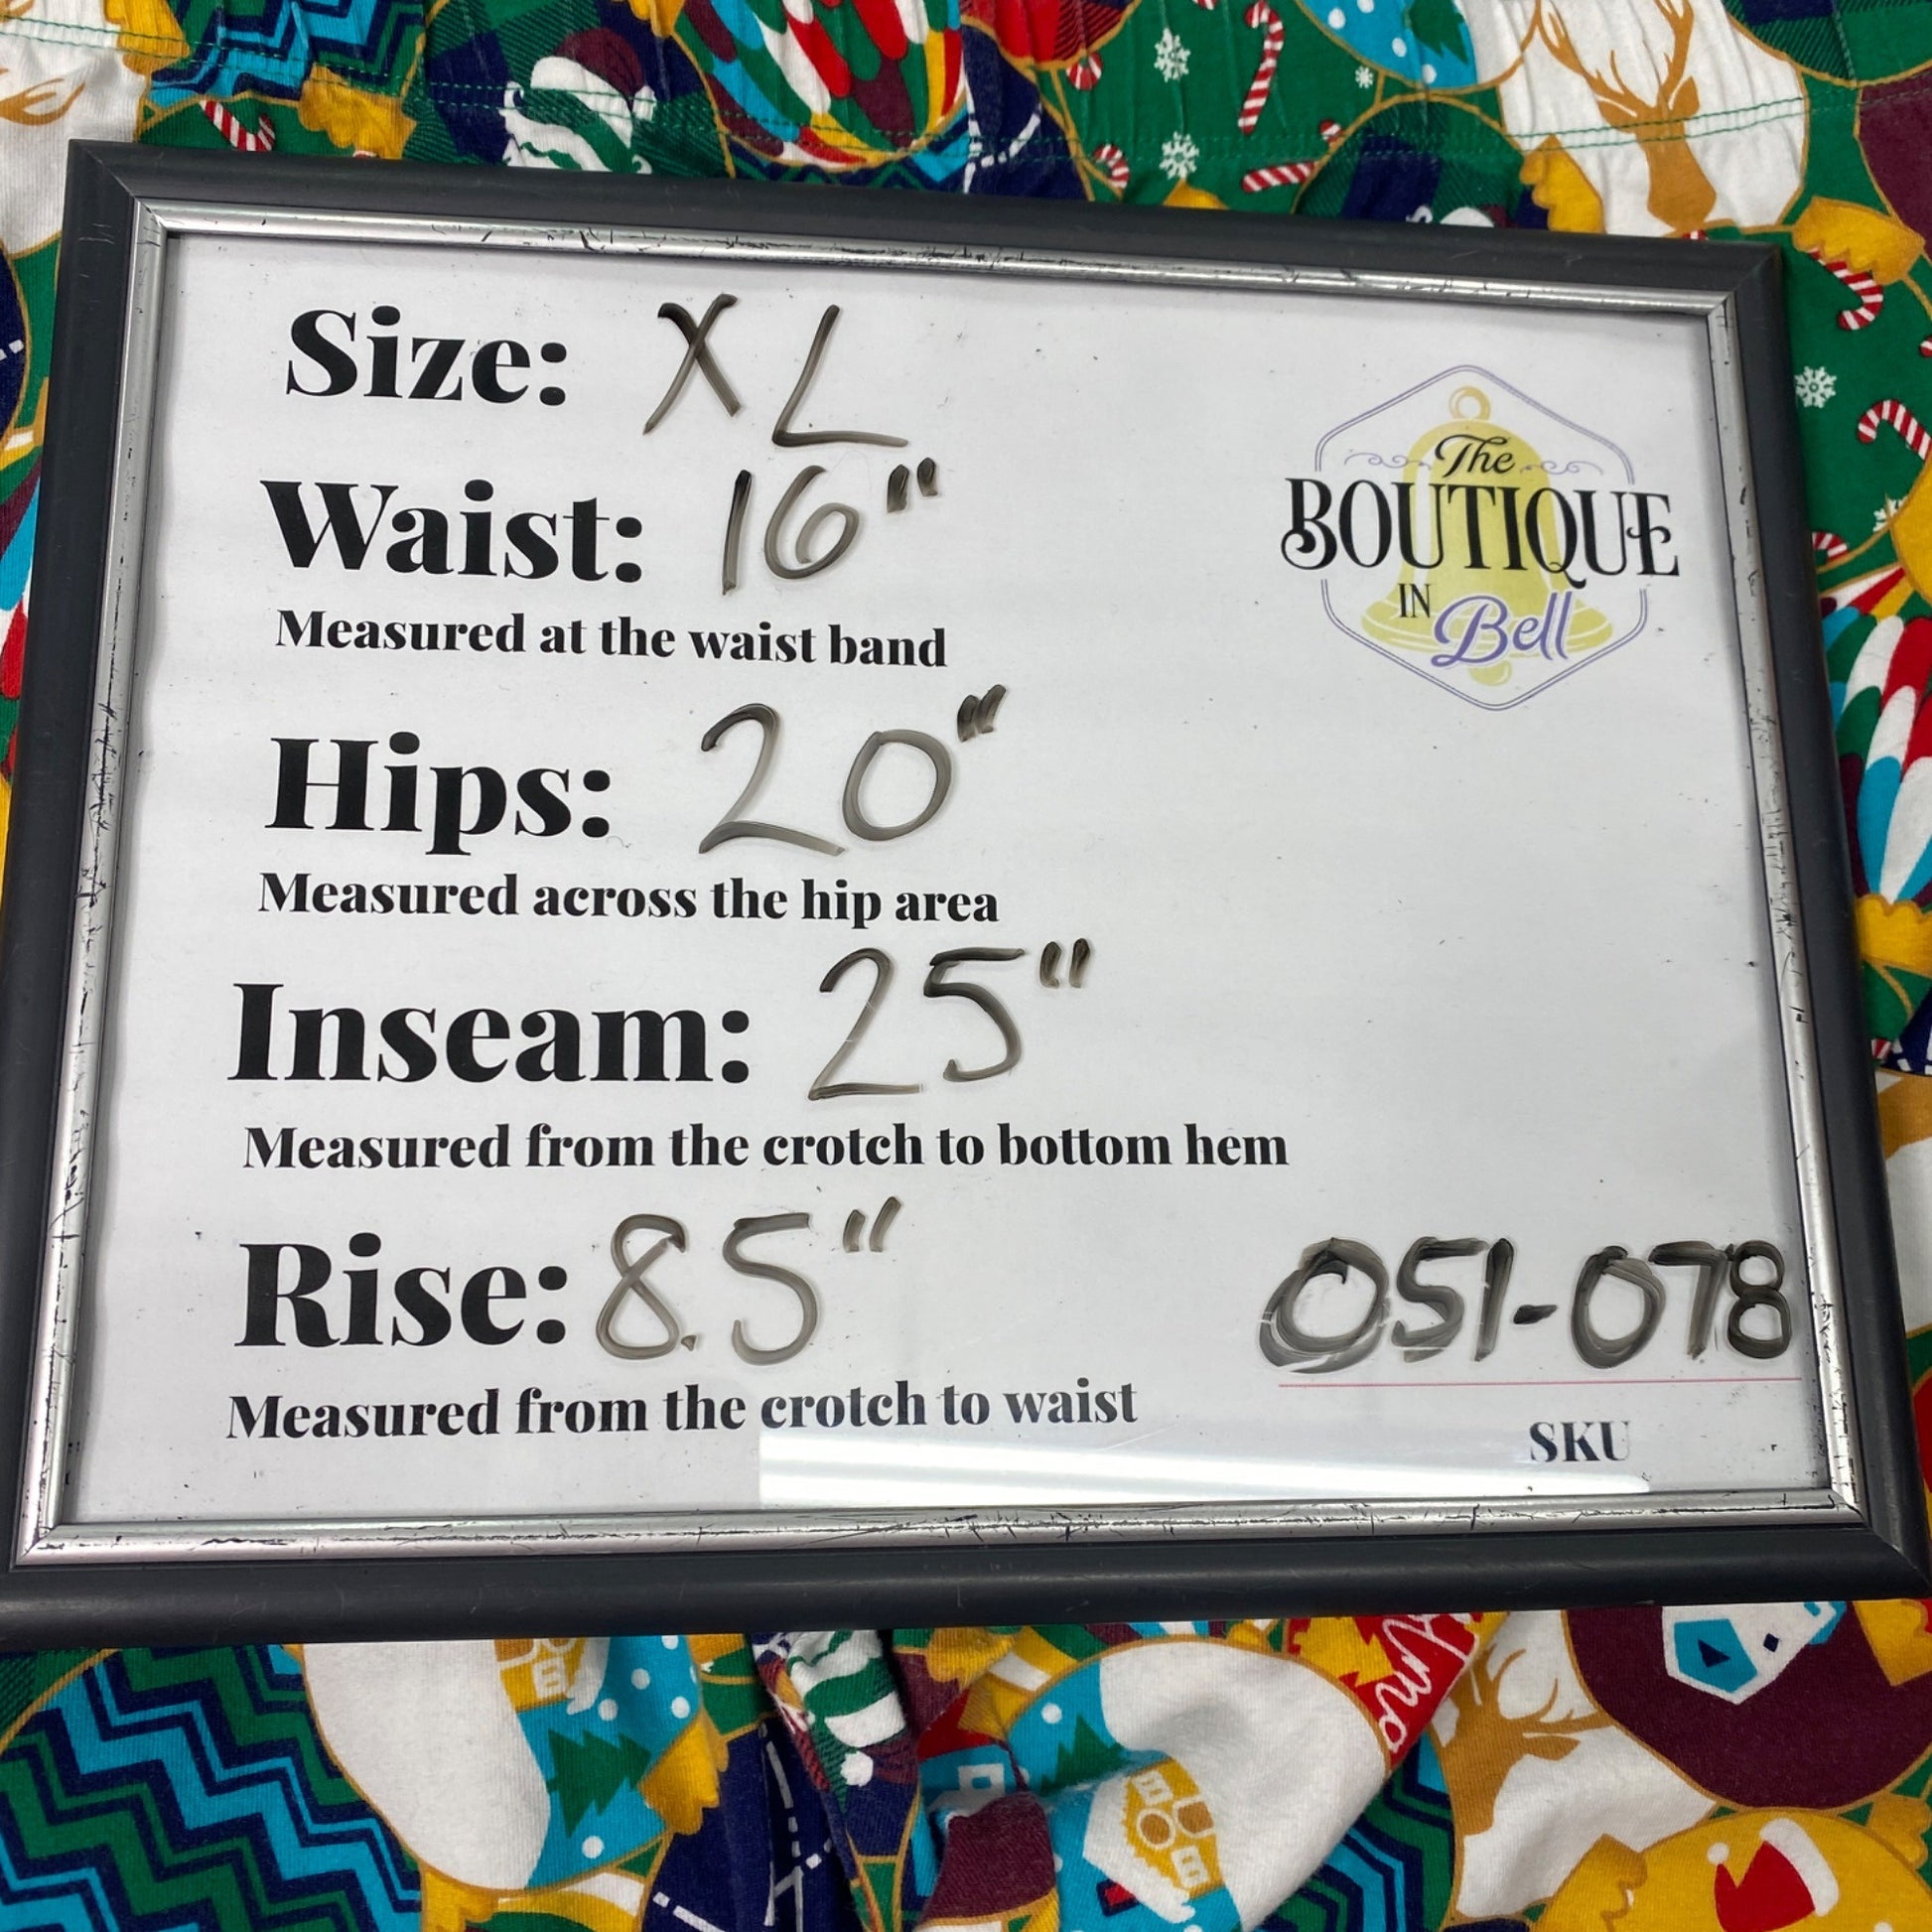 Size: XL
Waist: 16"
Measured at the waist band
Hips: 20"
Measured across the hip area
Inseam: 25"
Measured from the crotch to bottom hem
Rise: 8.5"
Measured from the crotch to waist
The
BOUTIQUE
IN
Bell
051-078
SKU